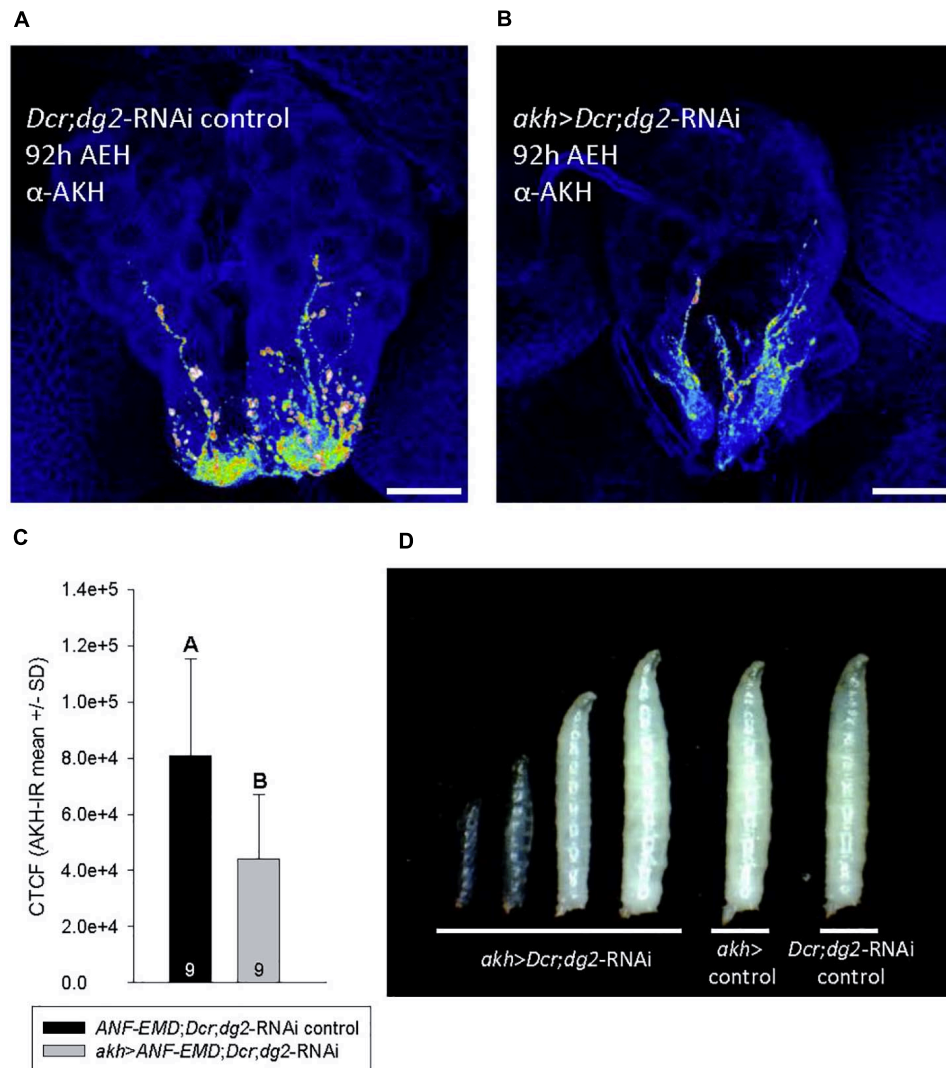 A
B
Dcr;dg2-RNAi control
92h AEH
α-AKH
akh>Dcr;dg2-RNAi
92h AEH
α-AKH
C
D
CTCF (AKH-IR mean +/- SD)
1.4e+5
1.2e+5
1.0e+5
8.0e+4
6.0e+4
4.0e+4
2.0e+4
0.0
A
B
9
9
ANF-EMD;Dcr;dg2-RNAi control
akh>ANF-EMD;Dcr;dg2-RNAi
akh>Dcr;dg2-RNAi
akh>
control
Dcr;dg2-RNAi
control